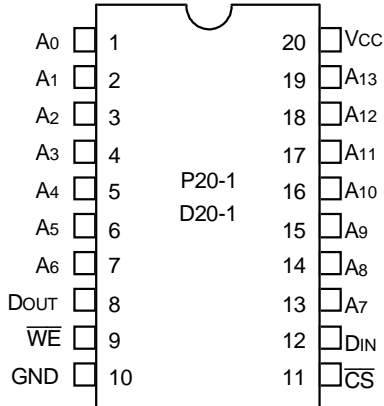 A0 1 20 VCC
A1 2 19 A13
A2 3 18 A12
A3 4 17 A11
A4 5 P20-1 16 A10
A5 6 D20-1 15 A9
A6 7 14 A8
DOUT 8 13 A7
WE 9 12 DIN
GND 10 11 CS